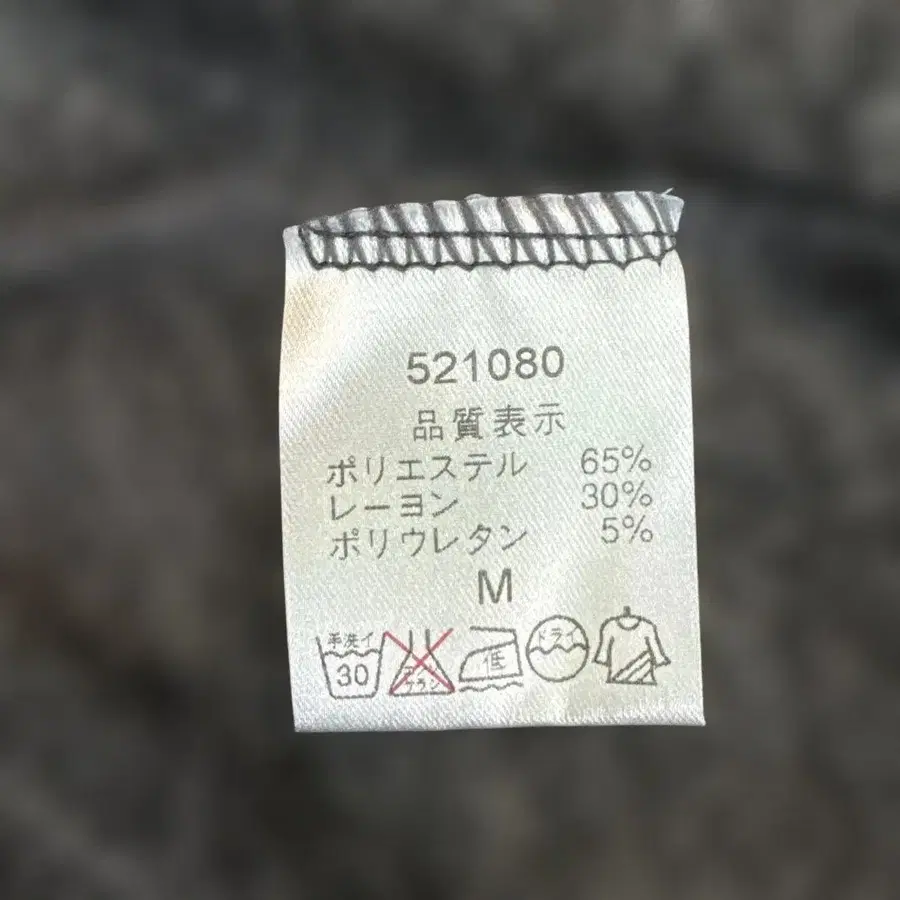 521080
品質表示
ポリエステル 65%
レーヨン 30%
ポリウレタン 5%
M
手洗イ 30 低 ドライ